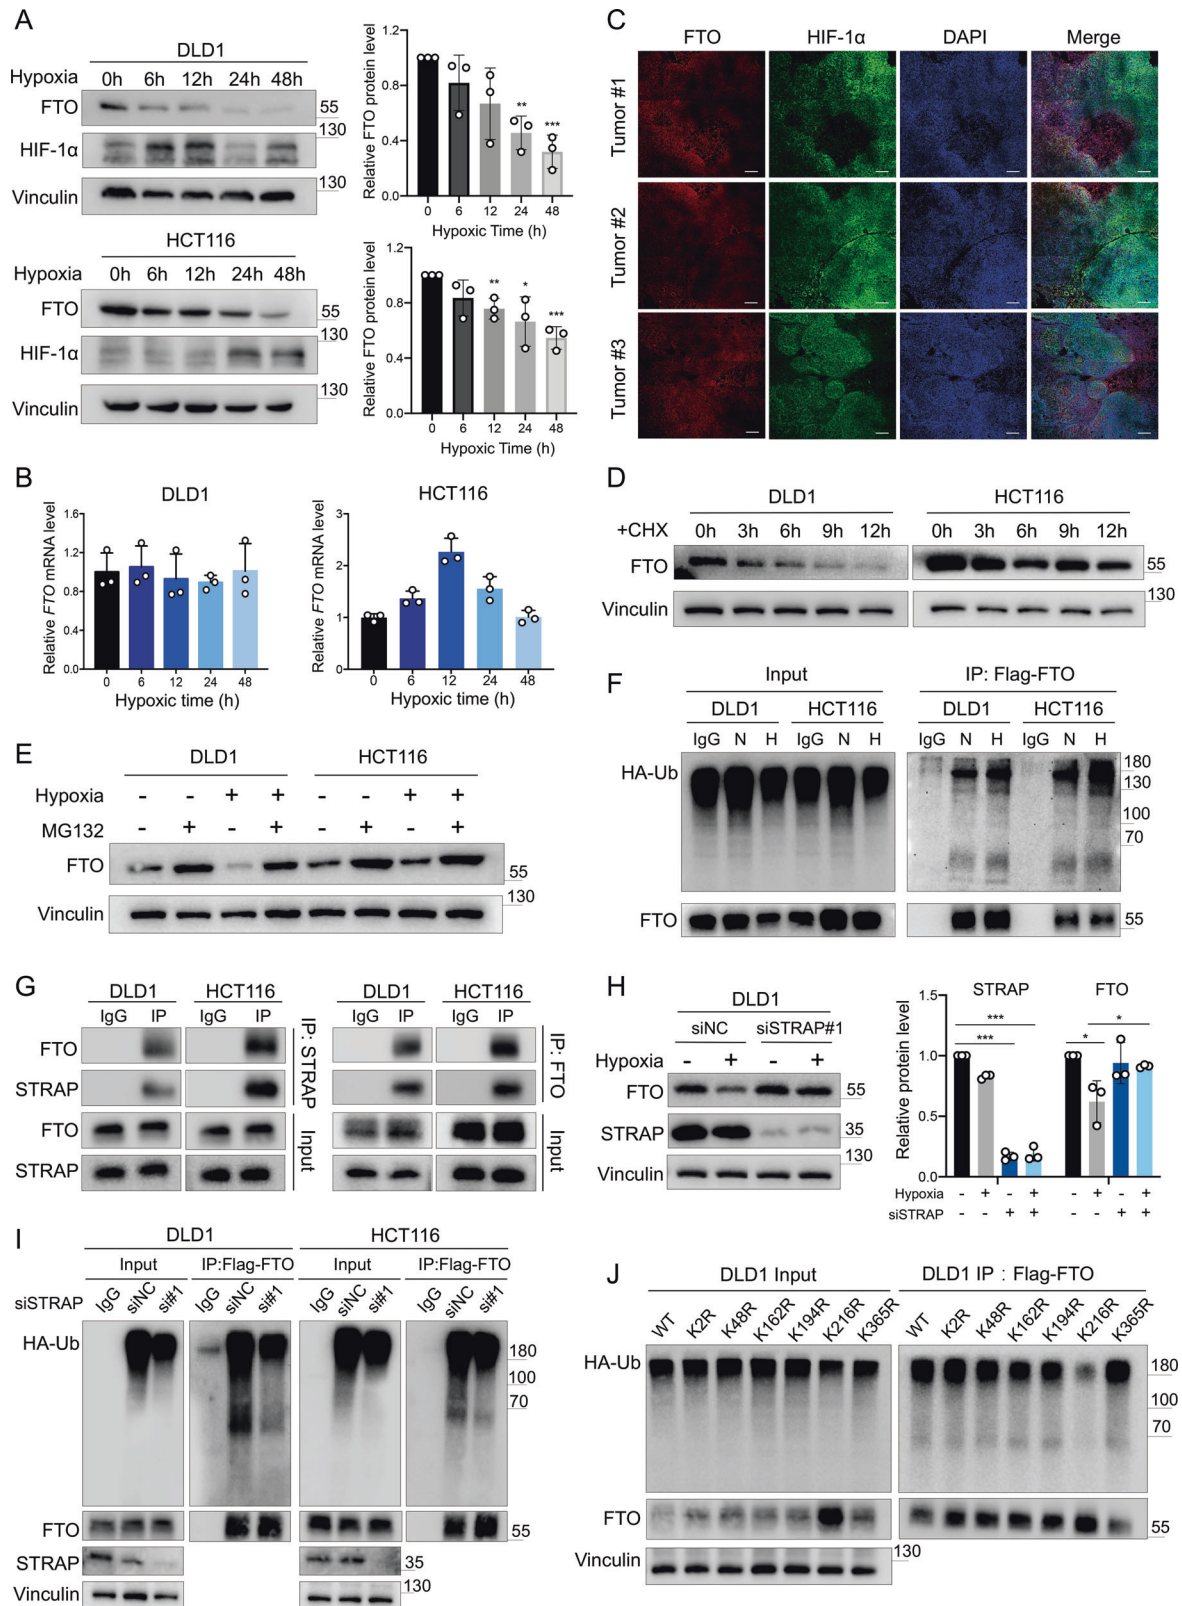 A
DLD1
Hypoxia 0h 6h 12h 24h 48h
FTO 55
130
HIF-1α
130
Vinculin
HCT116
Hypoxia 0h 6h 12h 24h 48h
FTO 55
130
HIF-1α
130
Vinculin
Relative FTO protein level
1.2
0.8
0.4
0.0
** ***
0 6 12 24 48
Hypoxic Time (h)
Relative FTO protein level
1.2
0.8
0.4
0.0
** * ***
0 6 12 24 48
Hypoxic Time (h)
B
DLD1
Relative FTO mRNA level
1.6
1.2
0.8
0.4
0.0
0 6 12 24 48
Hypoxic time (h)
HCT116
Relative FTO mRNA level
3
2
1
0
0 6 12 24 48
Hypoxic time (h)
C
FTO HIF-1α DAPI Merge
Tumor #1
Tumor #2
Tumor #3
D
DLD1 HCT116
+CHX 0h 3h 6h 9h 12h 0h 3h 6h 9h 12h
FTO 55
130
Vinculin
E
DLD1 HCT116
Hypoxia - - + + - - + +
MG132 - + - + - + - +
FTO 55
130
Vinculin
F
Input IP: Flag-FTO
DLD1 HCT116 DLD1 HCT116
IgG N H IgG N H IgG N H IgG N H
HA-Ub 180
130
100
70
FTO 55
G
DLD1 HCT116 DLD1 HCT116
IgG IP IgG IP IgG IP IgG IP
FTO
STRAP
FTO
STRAP
IP: STRAP
Input
IP: FTO
Input
H
DLD1
siNC siSTRAP#1
Hypoxia - + - +
FTO 55
STRAP 35
130
Vinculin
STRAP FTO
Relative protein level
1.5
1.0
0.5
0.0
***
***
*
*
Hypoxia - + - + - + - +
siSTRAP - - + + - - + +
I
DLD1 HCT116
Input IP:Flag-FTO Input IP:Flag-FTO
siSTRAP IgG siNC si#1 IgG siNC si#1 IgG siNC si#1 IgG siNC si#1
HA-Ub 180
100
70
FTO 55
STRAP 35
130
Vinculin
J
DLD1 Input DLD1 IP : Flag-FTO
WT K2R K48R K162R K194R K216R K365R WT K2R K48R K162R K194R K216R K365R
HA-Ub 180
100
70
FTO 55
130
Vinculin